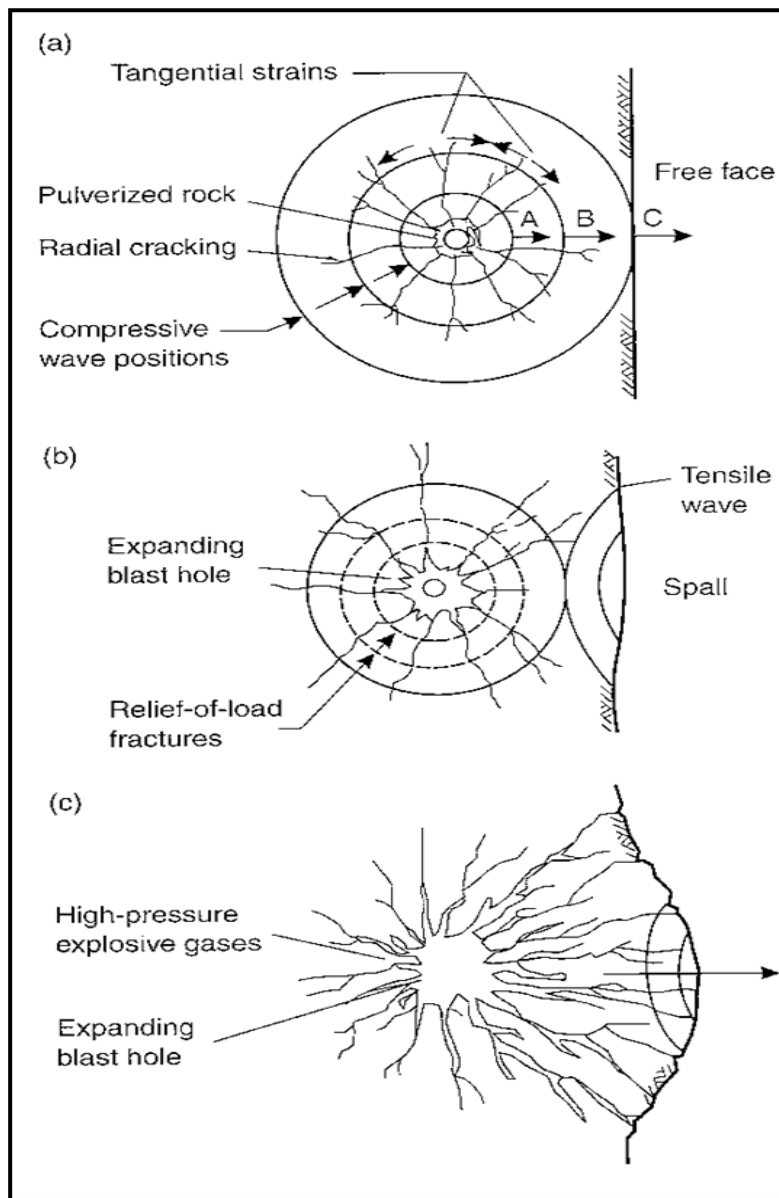 (a)
Tangential strains
Pulverized rock
Radial cracking
Compressive
wave positions
A
B
C
Free face
(b)
Expanding
blast hole
Relief-of-load
fractures
Tensile
wave
Spall
(c)
High-pressure
explosive gases
Expanding
blast hole